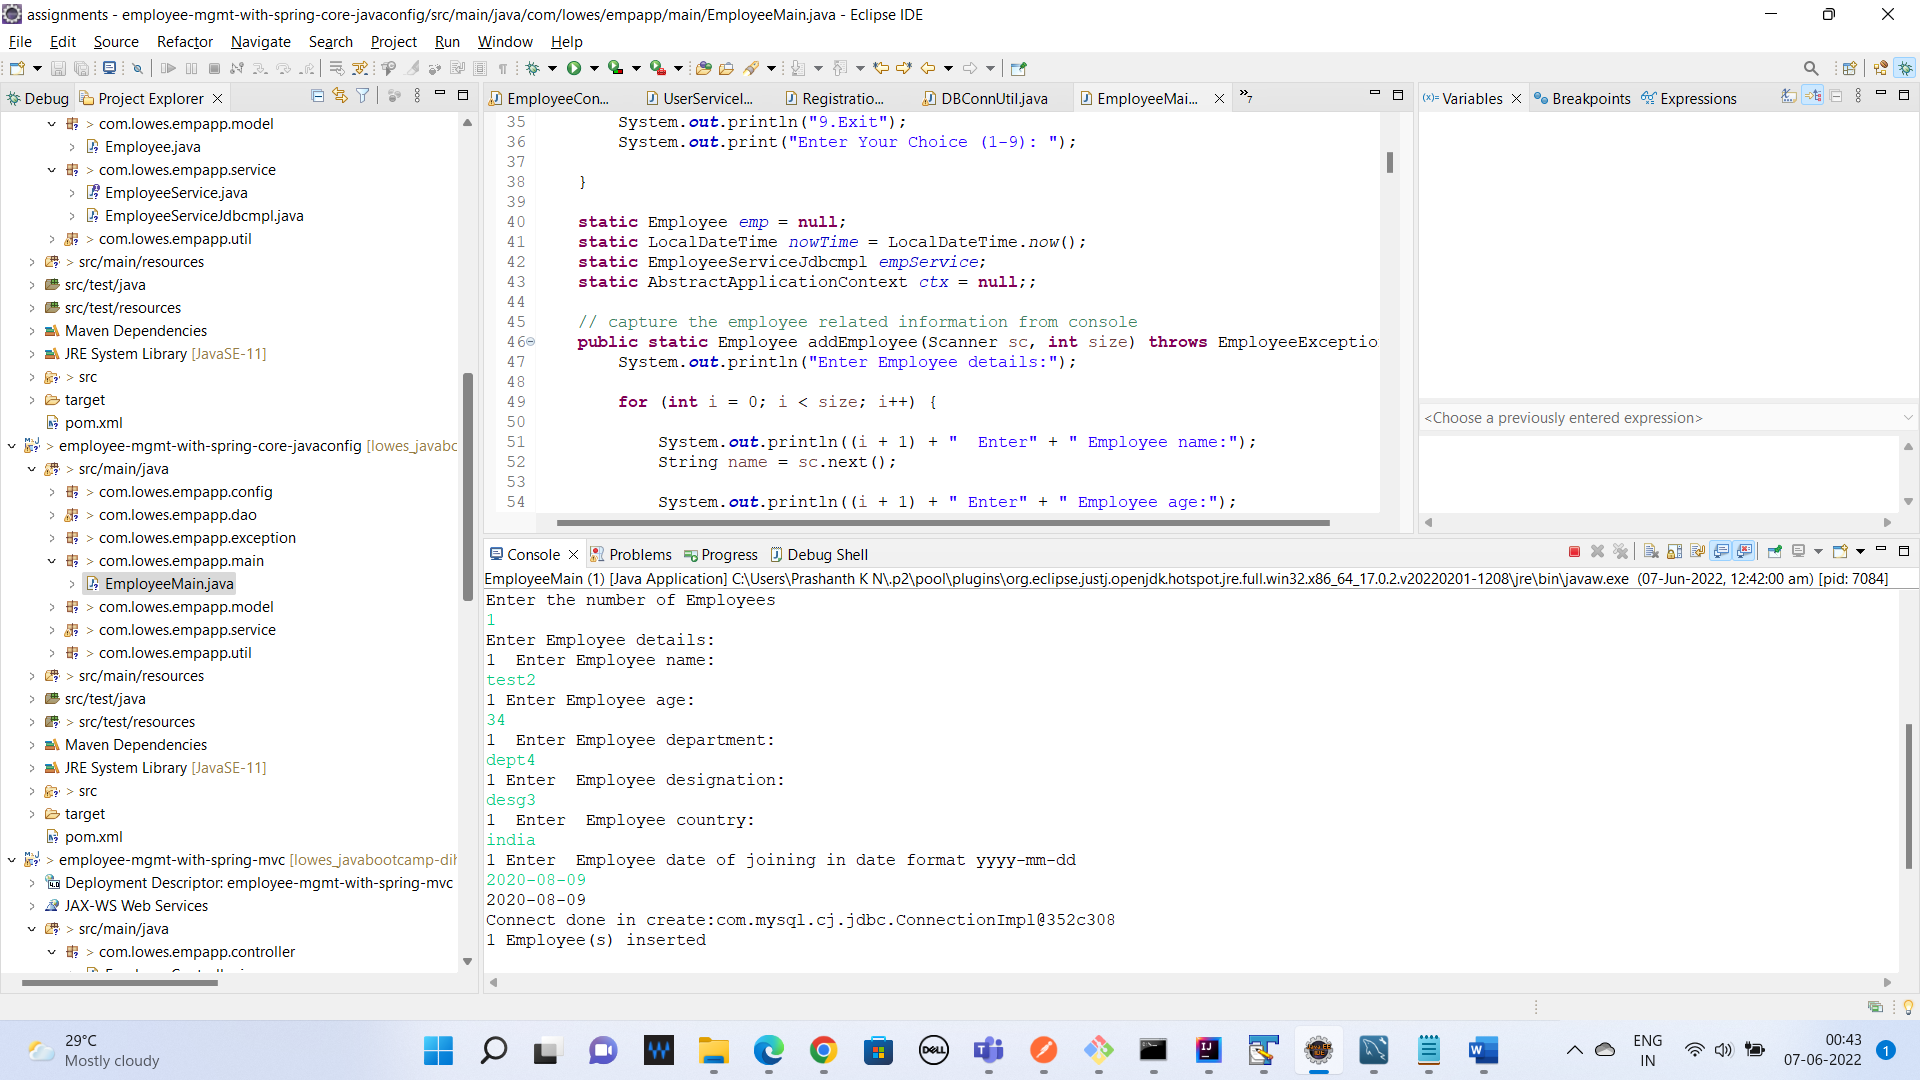 assignments - employee-mgmt-with-spring-core-javaconfig/src/main/java/com/lowes/empapp/main/EmployeeMain.java - Eclipse IDE
File Edit Source Refactor Navigate Search Project Run Window Help
Debug Project Explorer
> com.lowes.empapp.model
Employee.java
> com.lowes.empapp.service
EmployeeService.java
EmployeeServiceJdbcmpl.java
> com.lowes.empapp.util
> src/main/resources
src/test/java
src/test/resources
Maven Dependencies
JRE System Library [JavaSE-11]
> src
target
pom.xml
> employee-mgmt-with-spring-core-javaconfig [lowes_javabc
> src/main/java
> com.lowes.empapp.config
> com.lowes.empapp.dao
> com.lowes.empapp.exception
> com.lowes.empapp.main
EmployeeMain.java
> com.lowes.empapp.model
> com.lowes.empapp.service
> com.lowes.empapp.util
> src/main/resources
src/test/java
> src/test/resources
Maven Dependencies
JRE System Library [JavaSE-11]
> src
target
pom.xml
> employee-mgmt-with-spring-mvc [lowes_javabootcamp-dih
Deployment Descriptor: employee-mgmt-with-spring-mvc
JAX-WS Web Services
> src/main/java
> com.lowes.empapp.controller
EmployeeCon... UserServiceI... Registratio... DBConnUtil.java EmployeeMai... »7
35 System.out.println("9.Exit");
36 System.out.print("Enter Your Choice (1-9): ");
37
38 }
39
40 static Employee emp = null;
41 static LocalDateTime nowTime = LocalDateTime.now();
42 static EmployeeServiceJdbcmpl empService;
43 static AbstractApplicationContext ctx = null;;
44
45 // capture the employee related information from console
46 public static Employee addEmployee(Scanner sc, int size) throws EmployeeExceptio
47 System.out.println("Enter Employee details:");
48
49 for (int i = 0; i < size; i++) {
50
51 System.out.println((i + 1) + "  Enter" + " Employee name:");
52 String name = sc.next();
53
54 System.out.println((i + 1) + " Enter" + " Employee age:");
(x)= Variables Breakpoints Expressions
<Choose a previously entered expression>
Console Problems Progress Debug Shell
EmployeeMain (1) [Java Application] C:\Users\Prashanth K N\.p2\pool\plugins\org.eclipse.justj.openjdk.hotspot.jre.full.win32.x86_64_17.0.2.v20220201-1208\jre\bin\javaw.exe (07-Jun-2022, 12:42:00 am) [pid: 7084]
Enter the number of Employees
1
Enter Employee details:
1  Enter Employee name:
test2
1 Enter Employee age:
34
1  Enter Employee department:
dept4
1 Enter  Employee designation:
desg3
1  Enter  Employee country:
india
1 Enter  Employee date of joining in date format yyyy-mm-dd
2020-08-09
2020-08-09
Connect done in create:com.mysql.cj.jdbc.ConnectionImpl@352c308
1 Employee(s) inserted
29°C
Mostly cloudy
DELL
ENG
IN
00:43
07-06-2022
1